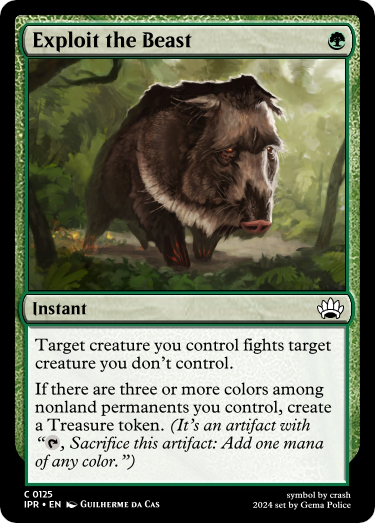 Exploit the Beast
Instant
Target creature you control fights target
creature you don't control.
If there are three or more colors among
nonland permanents you control, create
a Treasure token. (It's an artifact with
“, Sacrifice this artifact: Add one mana
of any color.”)
C 0125
symbol by crash
IPR • EN Guilherme da Cas
2024 set by Gema Police